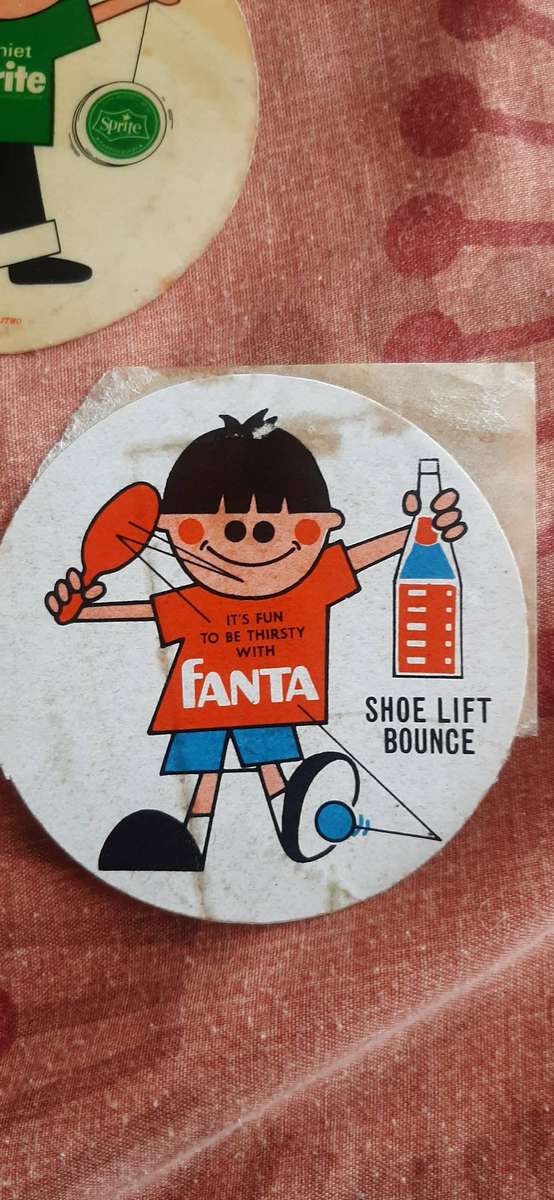 niet
rite
Sprite
IT'S FUN
TO BE THIRSTY
WITH
FANTA
SHOE LIFT
BOUNCE